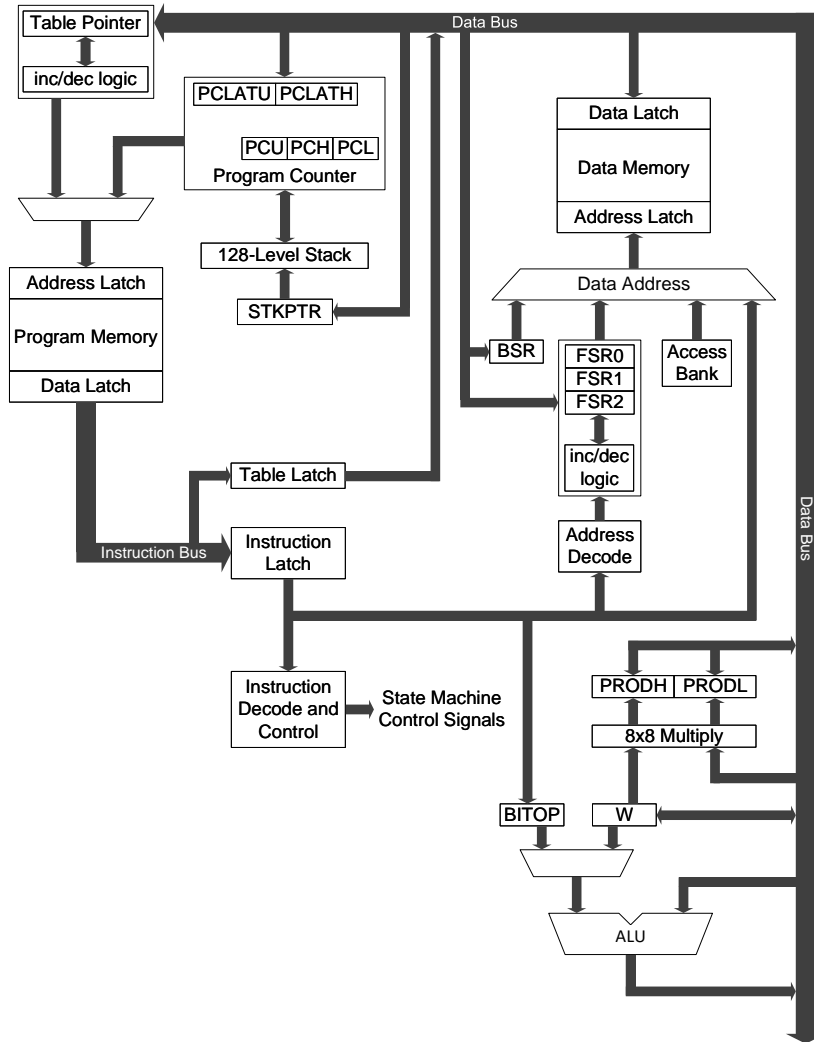 Data Bus
Table Pointer
inc/dec logic
PCLATU PCLATH
PCU PCH PCL
Program Counter
128-Level Stack
STKPTR
Address Latch
Program Memory
Data Latch
Data Latch
Data Memory
Address Latch
Data Address
BSR
FSR0
FSR1
FSR2
inc/dec
logic
Access
Bank
Table Latch
Instruction Bus
Instruction
Latch
Address
Decode
Data Bus
Instruction
Decode and
Control
State Machine
Control Signals
PRODH PRODL
8x8 Multiply
BITOP
W
ALU